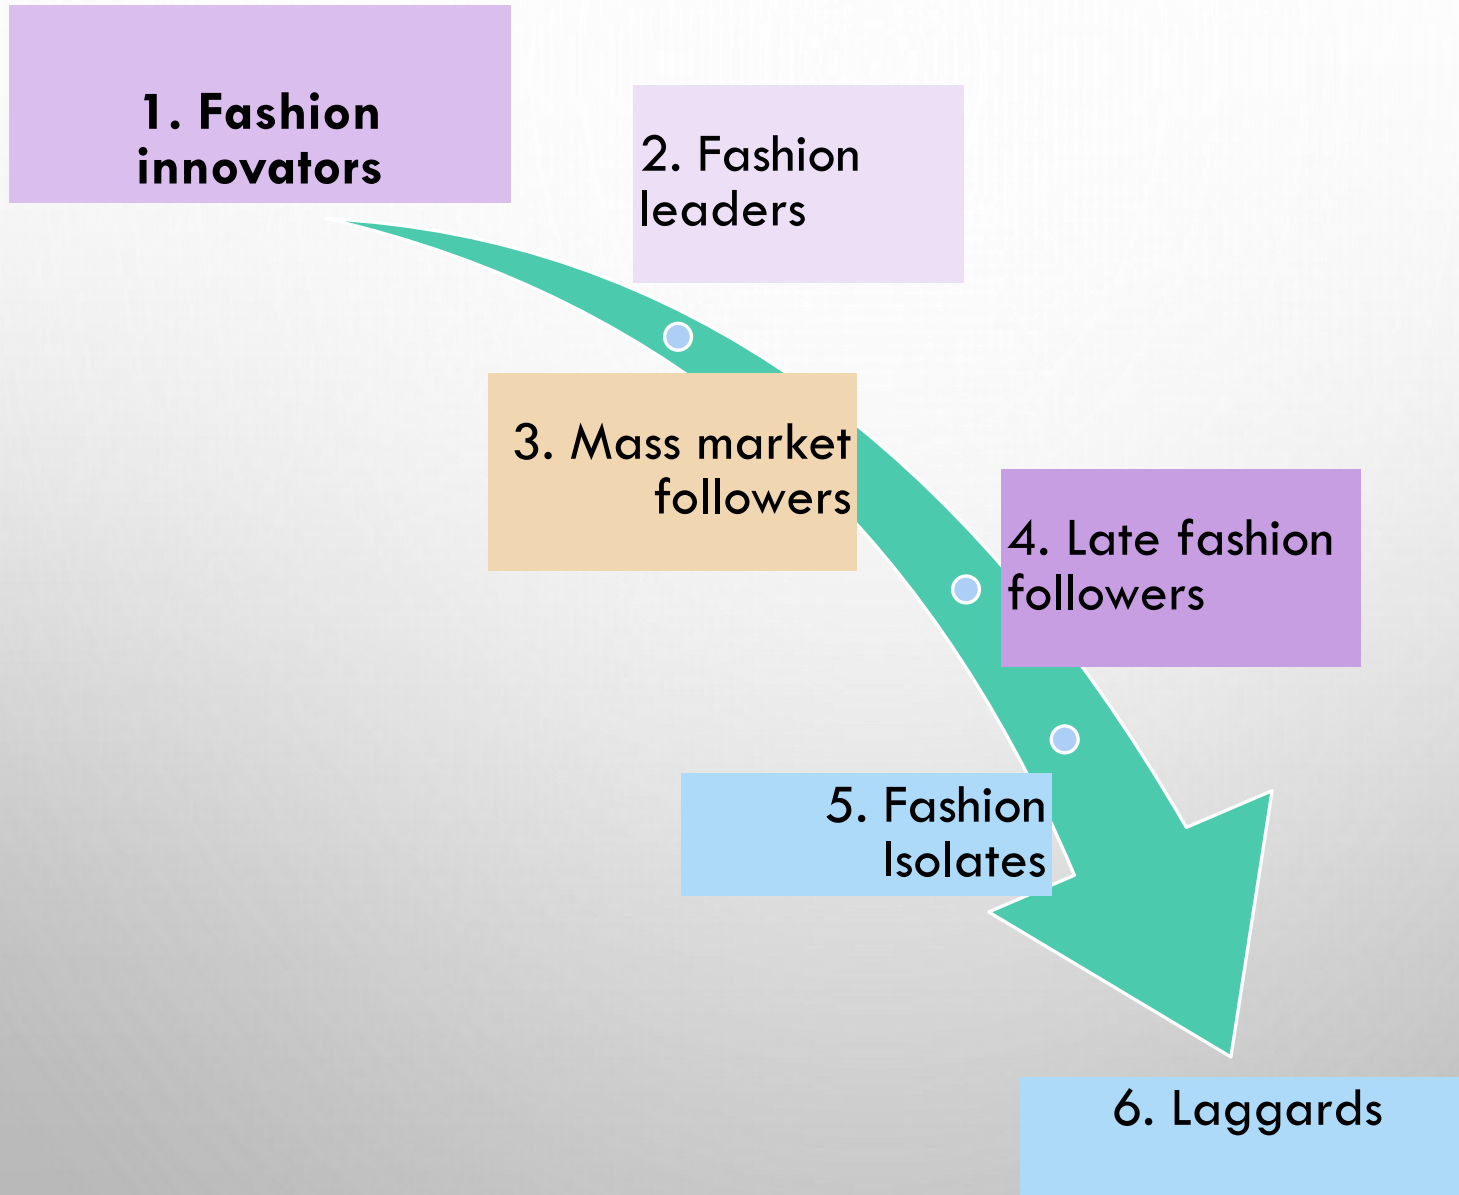 1. Fashion
innovators
2. Fashion
leaders
3. Mass market
followers
4. Late fashion
followers
5. Fashion
Isolates
6. Laggards